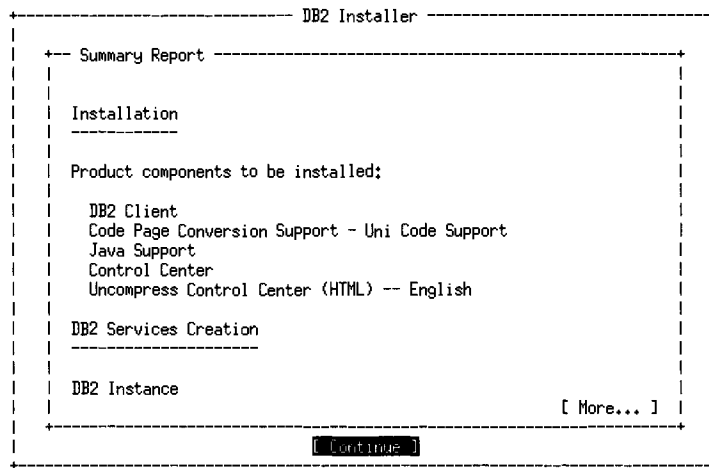 DB2 Installer
Summary Report
Installation
Product components to be installed:
DB2 Client
Code Page Conversion Support - Uni Code Support
Java Support
Control Center
Uncompress Control Center (HTML) -- English
DB2 Services Creation
DB2 Instance
[ More... ]
[ Continue ]